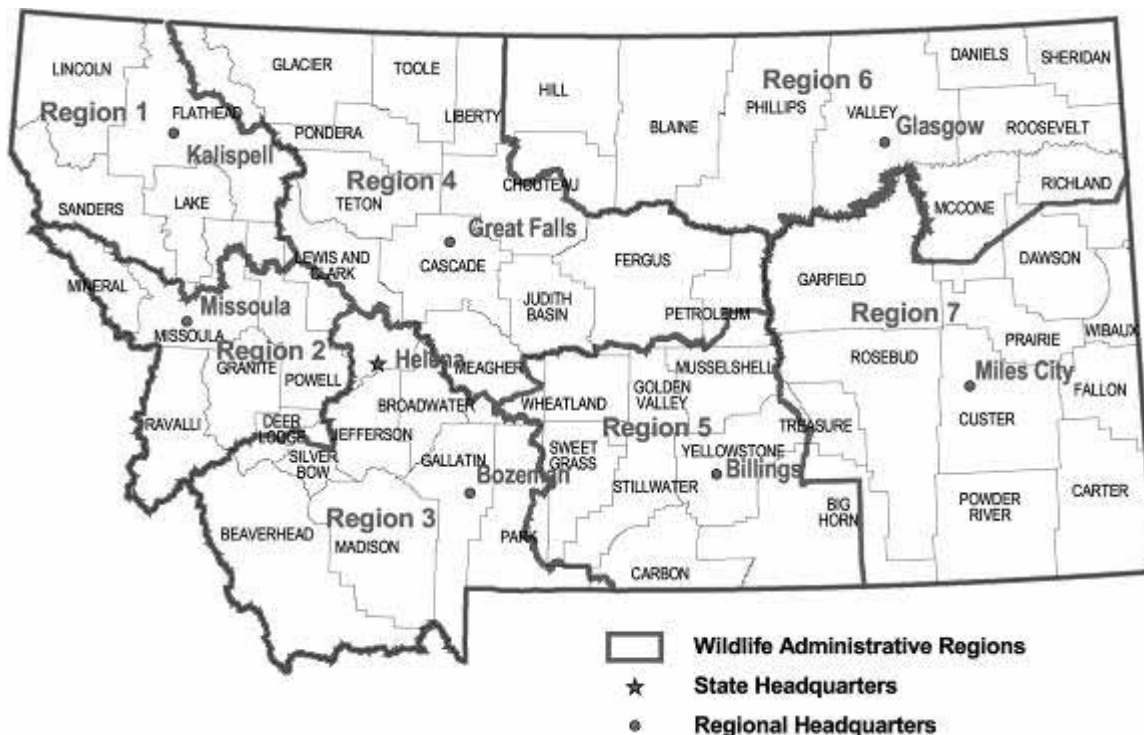 LINCOLN
GLACIER
TOOLE
DANIELS
SHERIDAN
HILL
Region 6
Region 1
FLATHEAD
LIBERTY
BLAINE
PHILLIPS
VALLEY
Glasgow
ROOSEVELT
PONDERA
Kalispell
Region 4
CHOUTEAU
RICHLAND
SANDERS
LAKE
TETON
MCCONE
Great Falls
LEWIS AND
CLARK
CASCADE
FERGUS
DAWSON
MINERAL
GARFIELD
JUDITH
BASIN
Missoula
PETROLEUM
Region 7
MISSOULA
Region 2
PRAIRIE
WIBAUX
Helena
ROSEBUD
GRANITE
MEAGHER
MUSSELSHELL
Miles City
POWELL
GOLDEN
VALLEY
FALLON
BROADWATER
WHEATLAND
RAVALLI
DEER
LODGE
JEFFERSON
Region 5
TREASURE
CUSTER
SILVER
BOW
GALLATIN
SWEET
GRASS
YELLOWSTONE
Bozeman
Billings
STILLWATER
CARTER
Region 3
BIG
HORN
POWDER
RIVER
BEAVERHEAD
MADISON
PARK
CARBON
Wildlife Administrative Regions
State Headquarters
Regional Headquarters